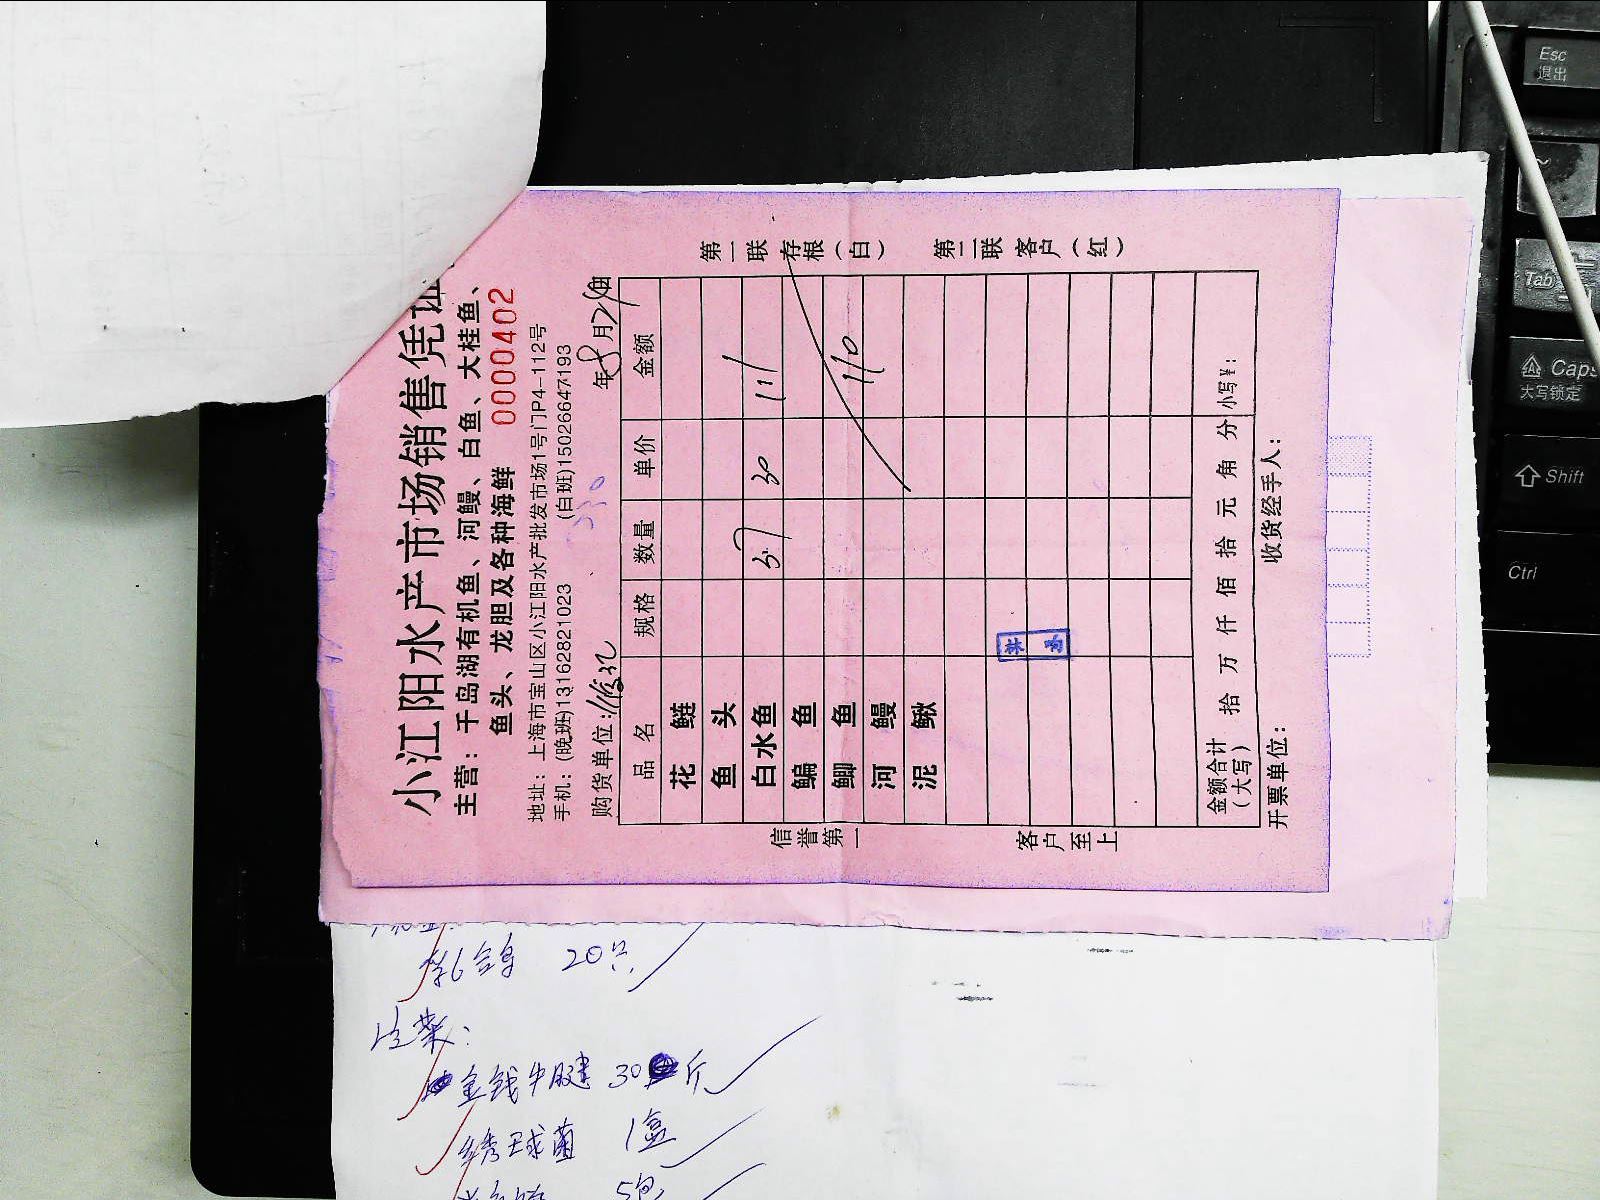 小江阳水产市场销售凭证
主营：千岛湖有机鱼、河鳗、白鱼、大桂鱼、
鱼头、龙胆及各种海鲜 0000402
地址：上海市宝山区小江阳水产批发市场1号门P4-112号
手机：(晚班)13162821023 (白班)15026647193
购货单位： 年8月
品名 规格 数量 单价 金额
花鲢
鱼头
白水鱼 3.7 30 111
鳊鱼
鲫鱼 110
河鳗
泥鳅
金额合计（大写） 拾 万 仟 佰 拾 元 角 分 小写¥：
开票单位： 收货经手人：
第一联 存根（白） 第二联 客户（红）
信誉第一 客户至上
乳鸽 20只
金钱牛腱 30 斤
绣球菌 1盒
5包
Esc
退出
~
Tab
Caps
大写锁定
Shift
Ctrl